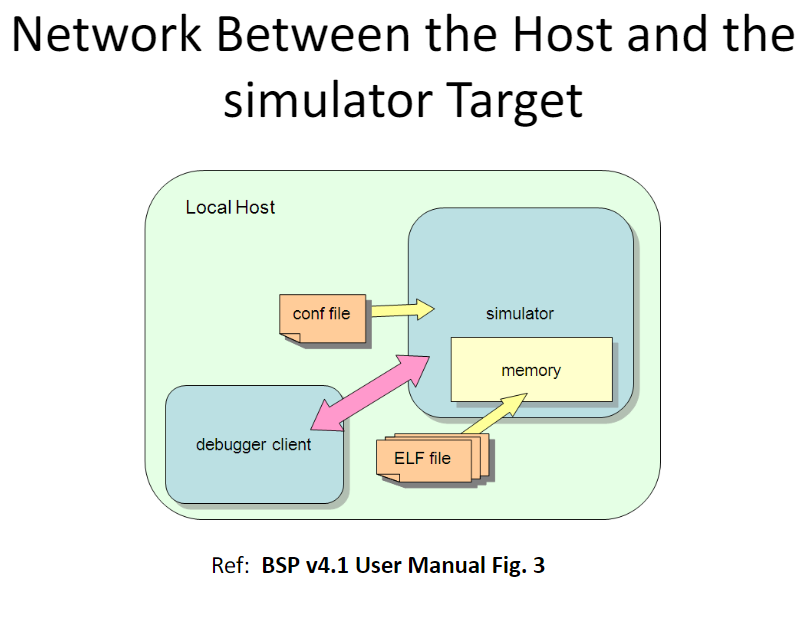 Network Between the Host and the
simulator Target
Local Host
conf file
simulator
memory
debugger client
ELF file
Ref: BSP v4.1 User Manual Fig. 3